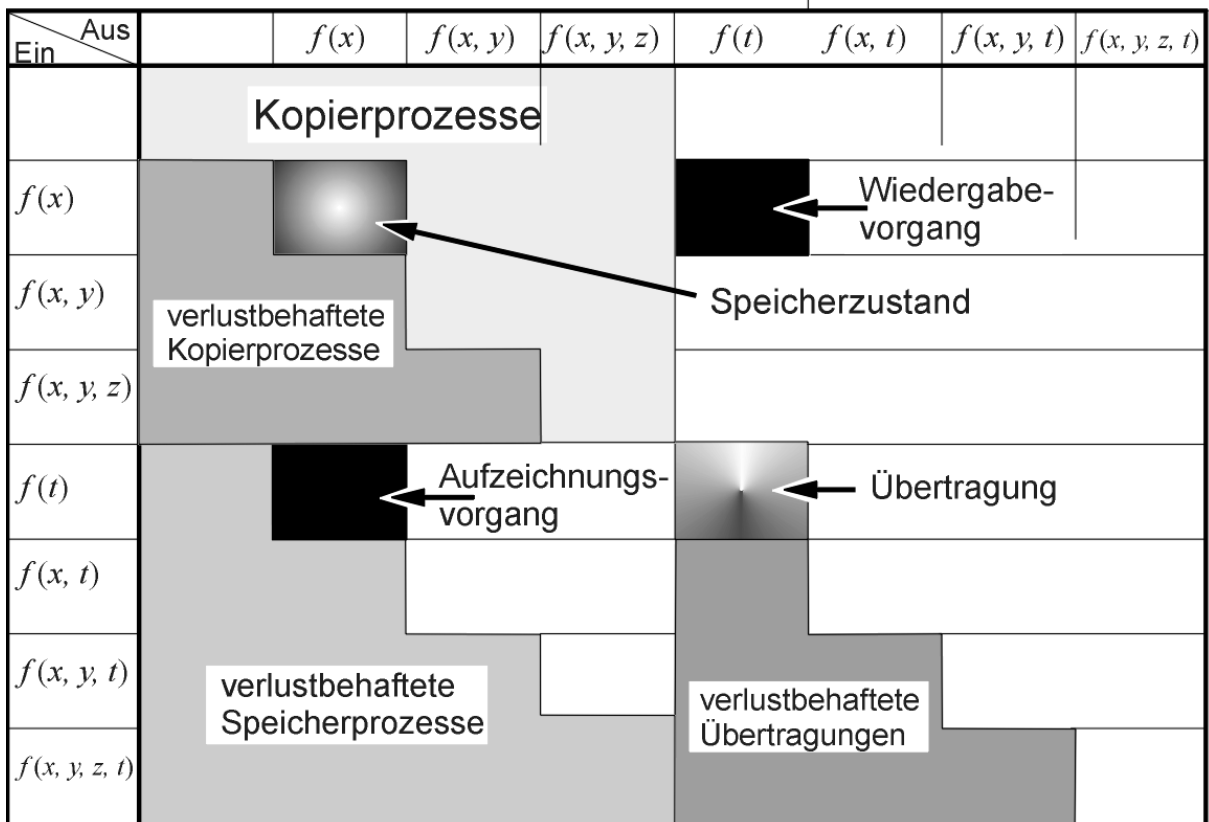 Aus
Ein
f(x) f(x, y) f(x, y, z) f(t) f(x, t) f(x, y, t) f(x, y, z, t)
Kopierprozesse
f(x)
Wiedergabe-
vorgang
f(x, y)
Speicherzustand
verlustbehaftete
Kopierprozesse
f(x, y, z)
f(t)
Aufzeichnungs-
vorgang
Übertragung
f(x, t)
f(x, y, t)
verlustbehaftete
Speicherprozesse
verlustbehaftete
Übertragungen
f(x, y, z, t)